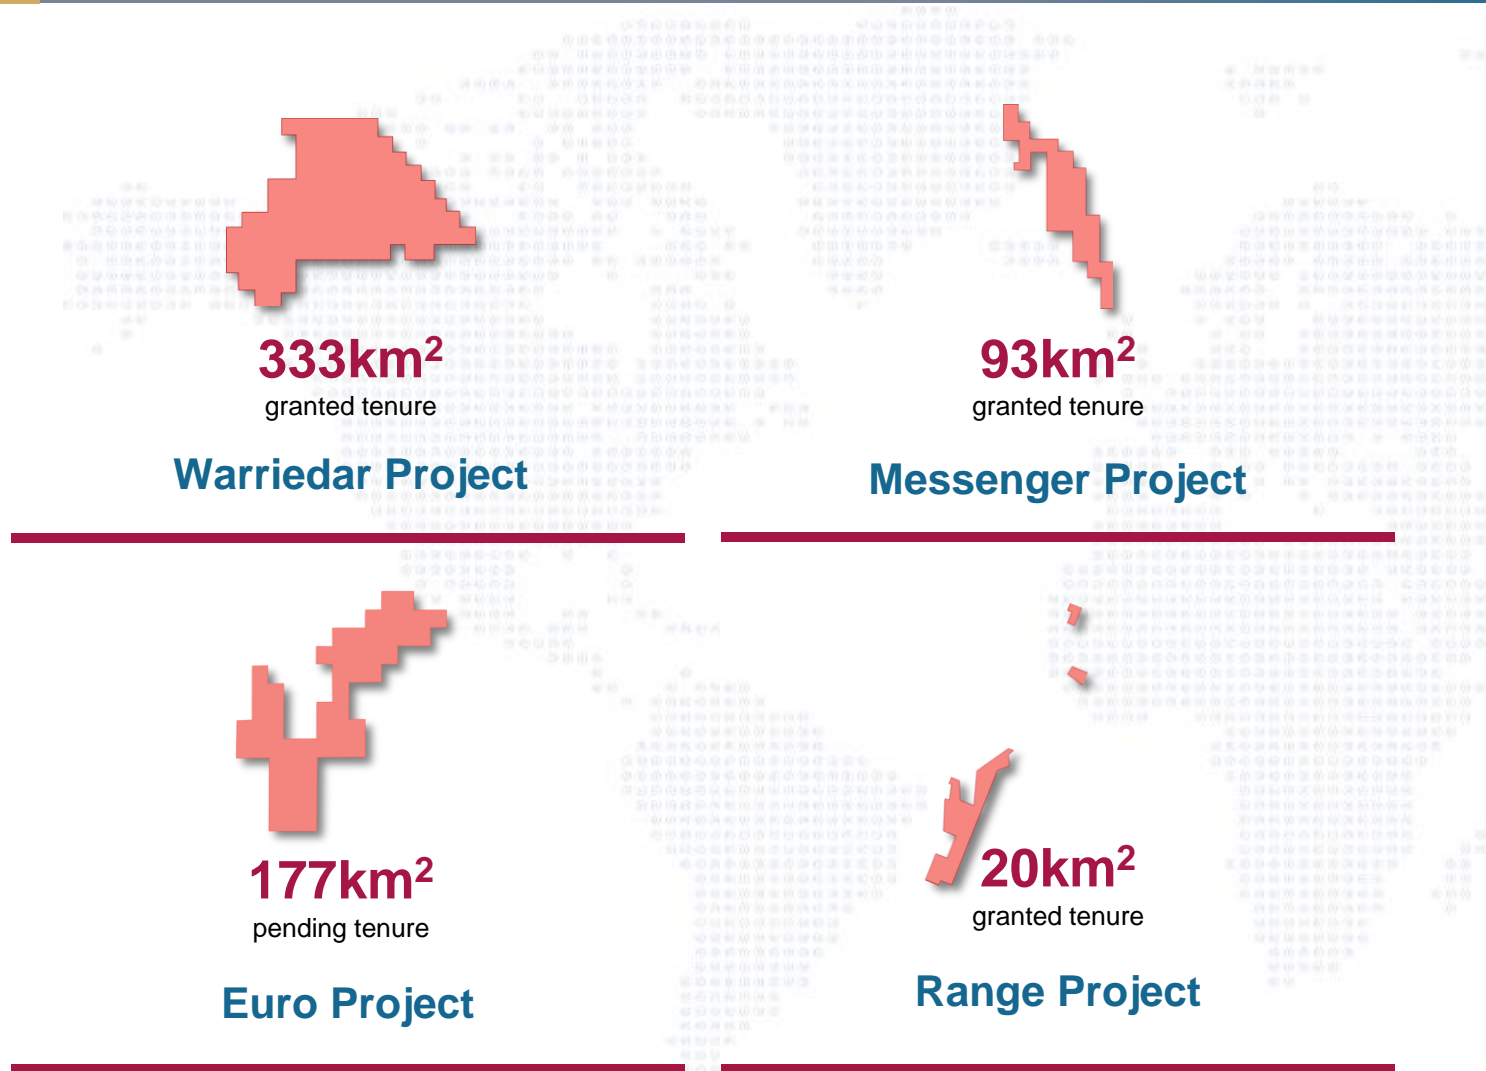 333km²
granted tenure
Warriedar Project
93km²
granted tenure
Messenger Project
177km²
pending tenure
Euro Project
20km²
granted tenure
Range Project